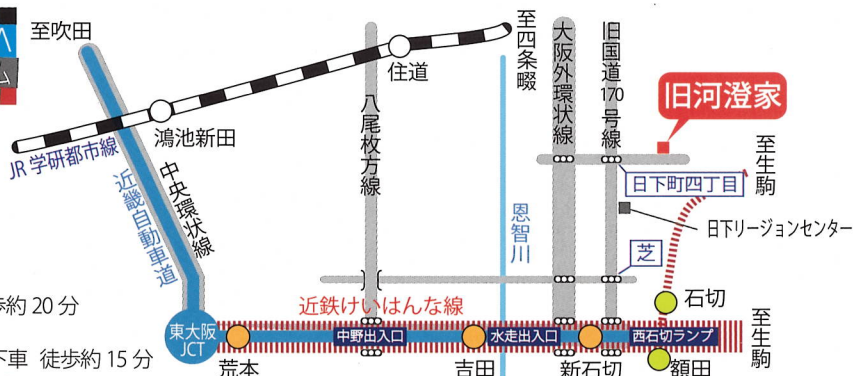 至吹田
住道
至四条畷
大阪外環状線
旧国道170号線
旧河澄家
鴻池新田
JR学研都市線
八尾枚方線
至生駒
中央環状線
近畿自動車道
日下町四丁目
恩智川
日下リージョンセンター
芝
歩約20分
近鉄けいはんな線
石切
東大阪
JCT
中野出入口
水走出入口
西石切ランプ
至生駒
下車 徒歩約15分
荒本
吉田
新石切
額田